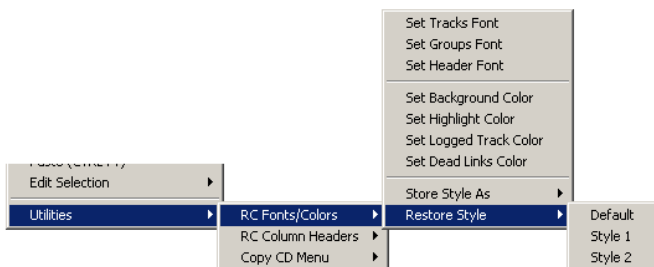 Set Tracks Font
Set Groups Font
Set Header Font
Set Background Color
Set Highlight Color
Set Logged Track Color
Set Dead Links Color
Store Style As
Restore Style
Edit Selection
Utilities
RC Fonts/Colors
RC Column Headers
Copy CD Menu
Default
Style 1
Style 2